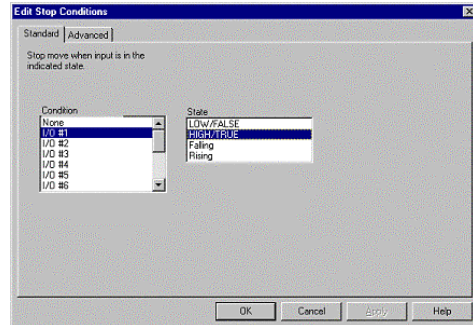 Edit Stop Conditions
Standard Advanced
Stop move when input is in the
indicated state.
Condition
None
I/O #1
I/O #2
I/O #3
I/O #4
I/O #5
I/O #6
State
LOW/FALSE
HIGH/TRUE
Falling
Rising
OK Cancel Apply Help